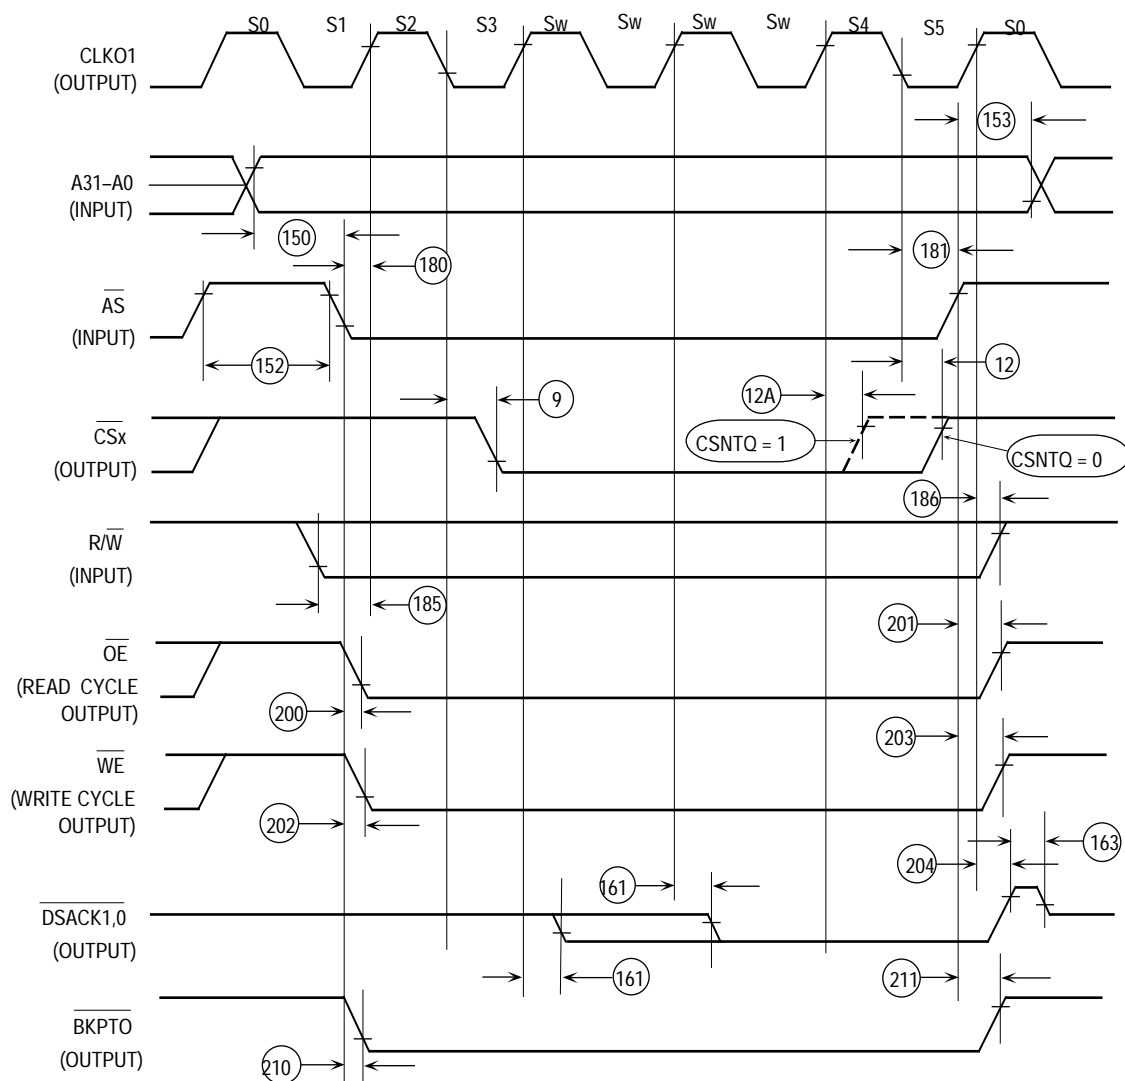 S0 S1 S2 S3 Sw Sw Sw Sw S4 S5 S0
CLKO1
(OUTPUT)
153
A31–A0
(INPUT)
150
180
181
AS
(INPUT)
152
12
9
12A
CSx
(OUTPUT)
CSNTQ = 1
CSNTQ = 0
186
R/W
(INPUT)
185
201
OE
(READ CYCLE
OUTPUT)
200
203
WE
(WRITE CYCLE
OUTPUT)
202
163
204
161
DSACK1,0
(OUTPUT)
161
211
BKPTO
(OUTPUT)
210